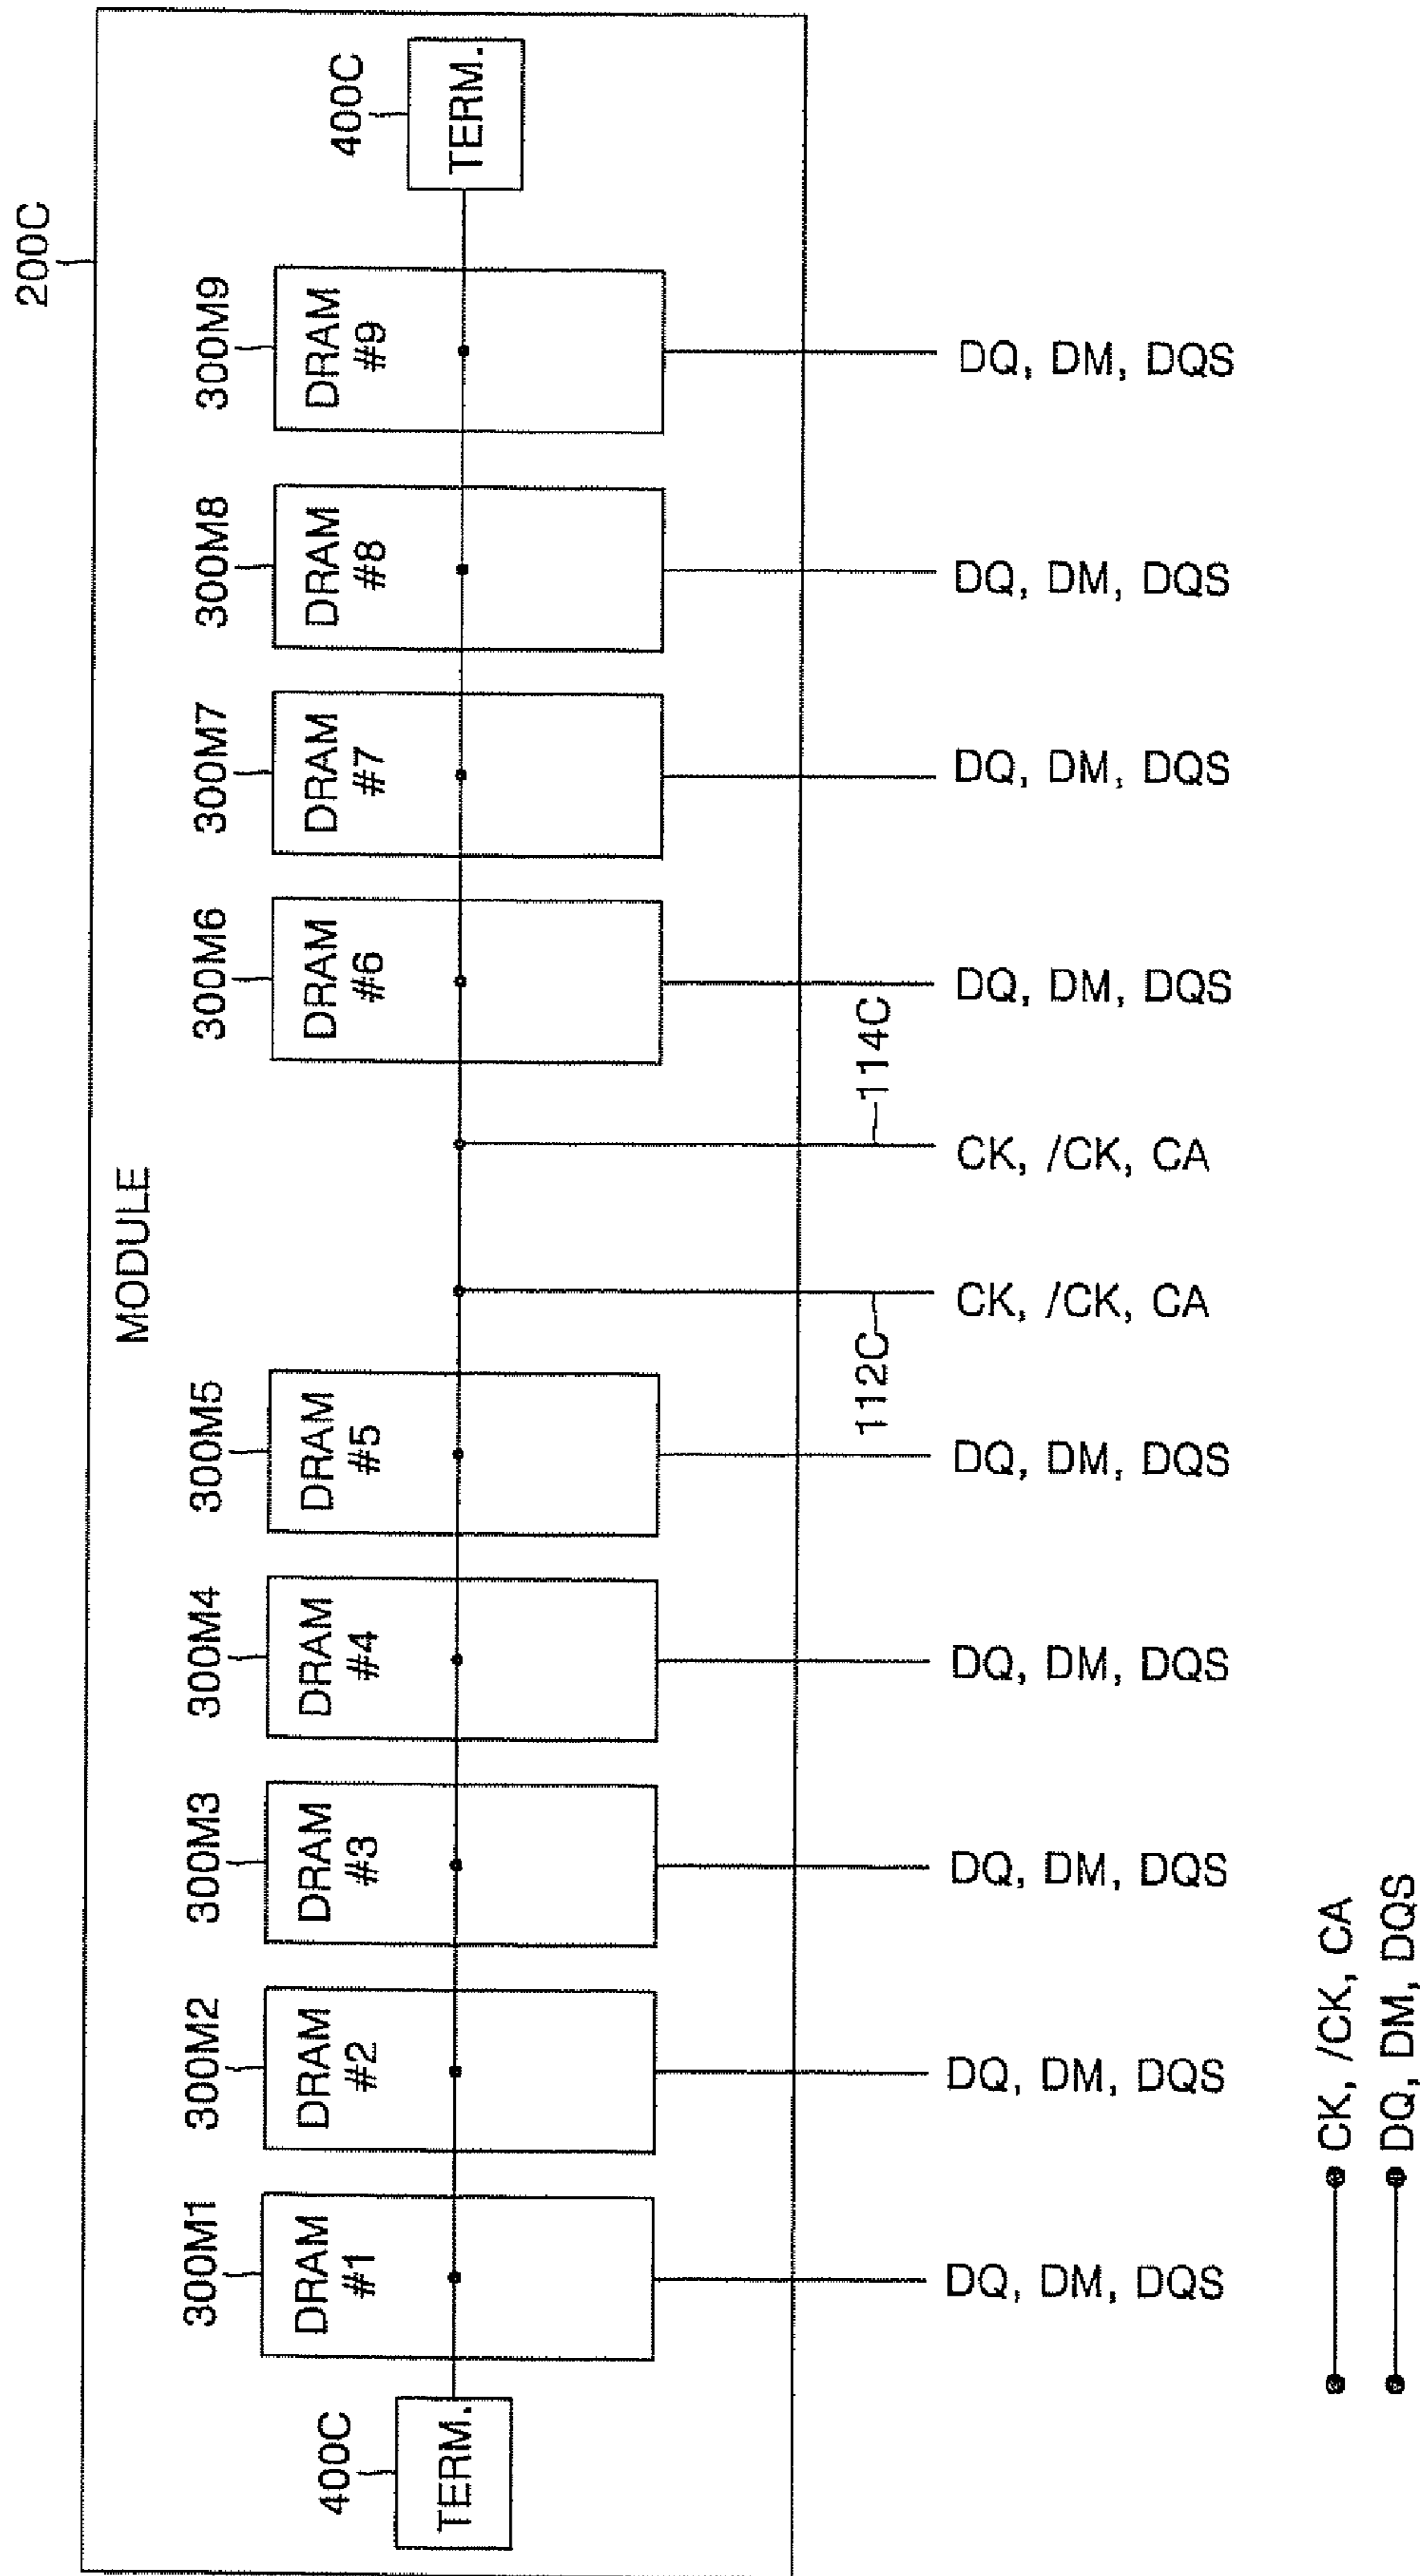 200C
MODULE
400C
TERM.
300M1
DRAM
#1
300M2
DRAM
#2
300M3
DRAM
#3
300M4
DRAM
#4
300M5
DRAM
#5
300M6
DRAM
#6
300M7
DRAM
#7
300M8
DRAM
#8
300M9
DRAM
#9
400C
TERM.
112C
114C
DQ, DM, DQS
DQ, DM, DQS
DQ, DM, DQS
DQ, DM, DQS
DQ, DM, DQS
CK, /CK, CA
CK, /CK, CA
DQ, DM, DQS
DQ, DM, DQS
DQ, DM, DQS
DQ, DM, DQS
CK, /CK, CA
DQ, DM, DQS